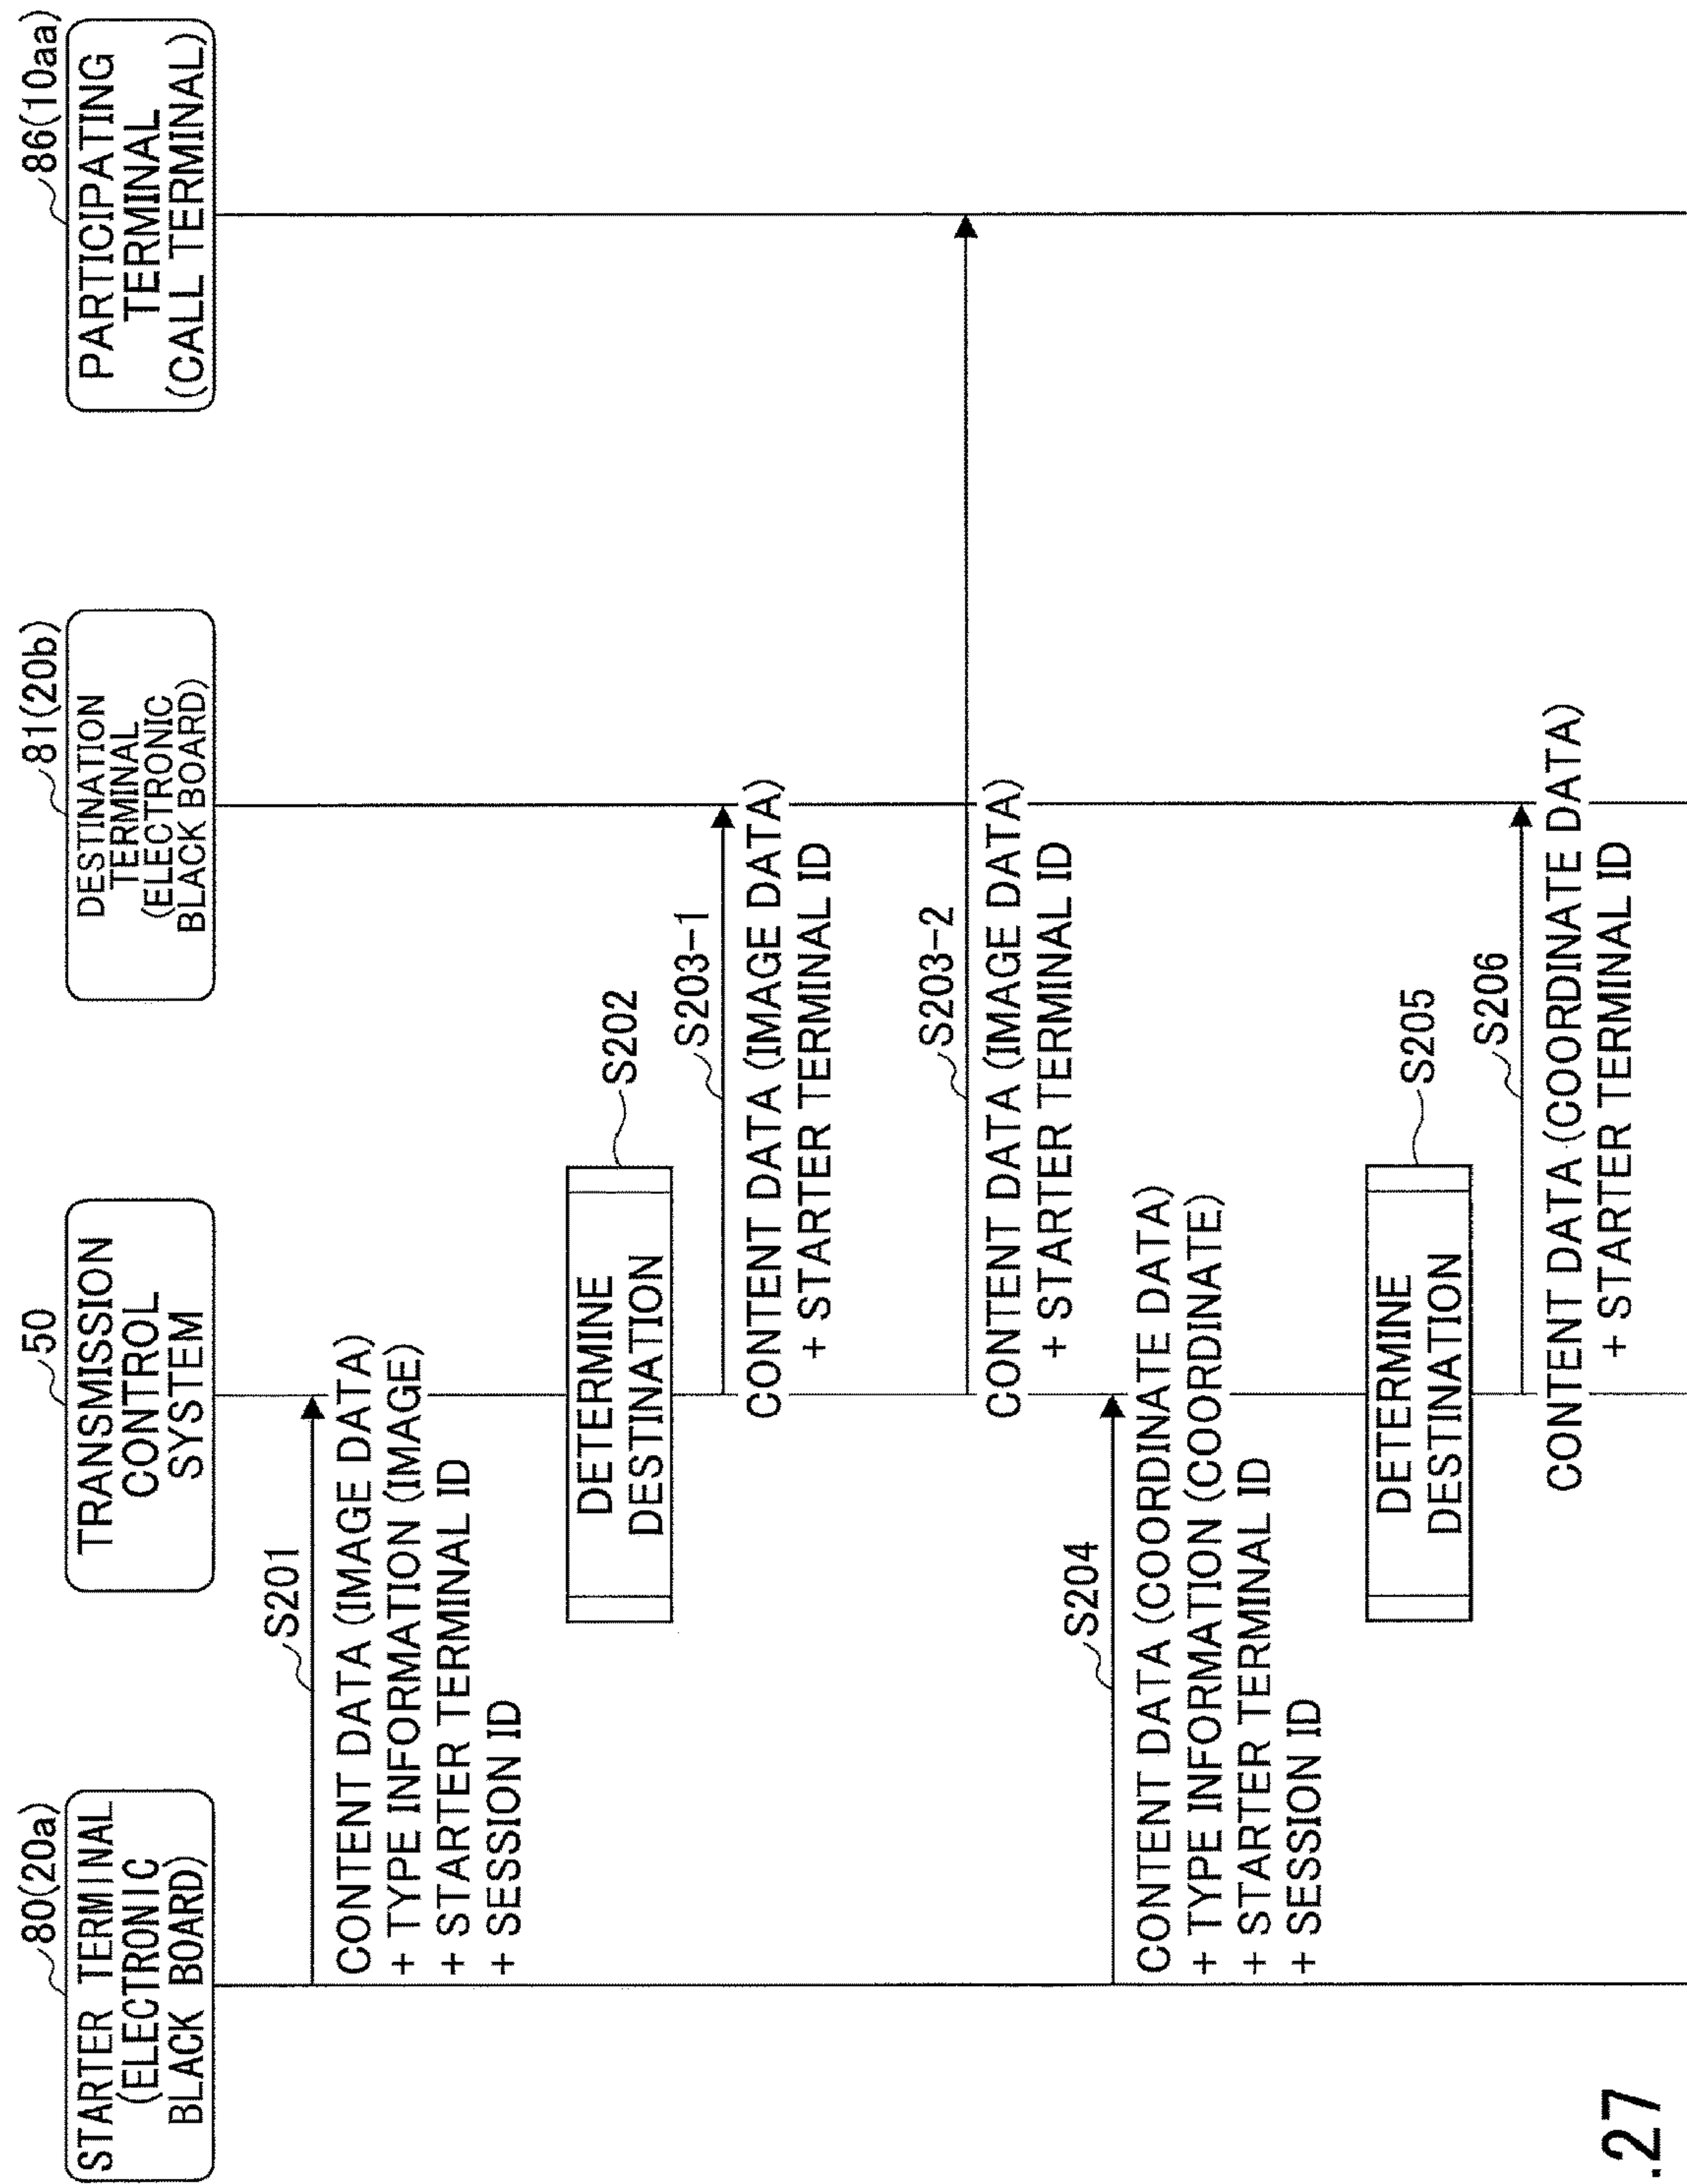 80(20a)
STARTER TERMINAL
(ELECTRONIC
BLACK BOARD)
50
TRANSMISSION
CONTROL
SYSTEM
81(20b)
DESTINATION
TERMINAL
(ELECTRONIC
BLACK BOARD)
86(10aa)
PARTICIPATING
TERMINAL
(CALL TERMINAL)
S201
CONTENT DATA (IMAGE DATA)
+ TYPE INFORMATION (IMAGE)
+ STARTER TERMINAL ID
+ SESSION ID
S202
DETERMINE
DESTINATION
S203-1
CONTENT DATA (IMAGE DATA)
+ STARTER TERMINAL ID
S203-2
CONTENT DATA (IMAGE DATA)
+ STARTER TERMINAL ID
S204
CONTENT DATA (COORDINATE DATA)
+ TYPE INFORMATION (COORDINATE)
+ STARTER TERMINAL ID
+ SESSION ID
S205
DETERMINE
DESTINATION
S206
CONTENT DATA (COORDINATE DATA)
+ STARTER TERMINAL ID
.27